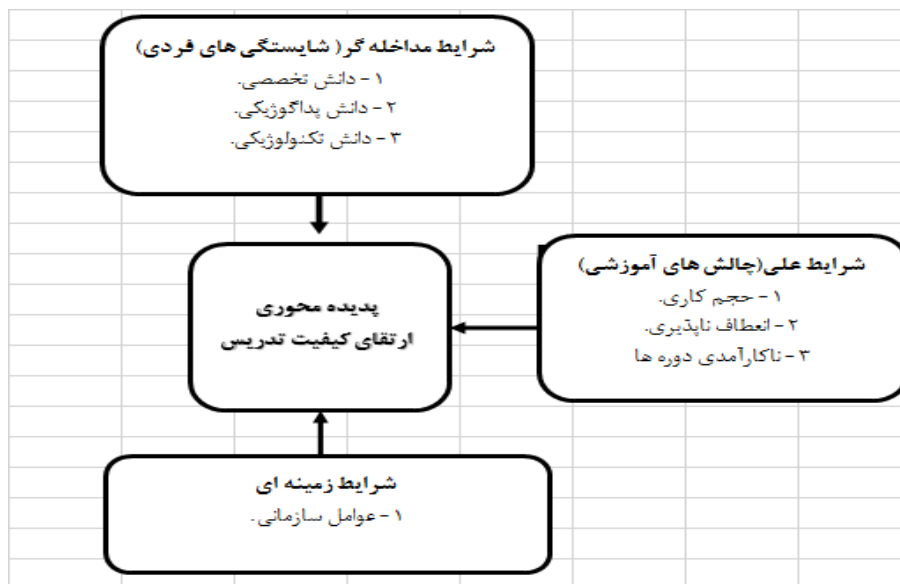 شرایط مداخله گر( شایستگی های فردی)
۱ - دانش تخصصی.
۲ - دانش پداگوژیکی.
۳ - دانش تکنولوژیکی.
شرایط علی(چالش های آموزشی)
۱ - حجم کاری.
۲ - انعطاف ناپذیری.
۳ -ناکارآمدی دوره ها
پدیده محوری
ارتقای کیفیت تدریس
شرایط زمینه ای
۱ -عوامل سازمانی.